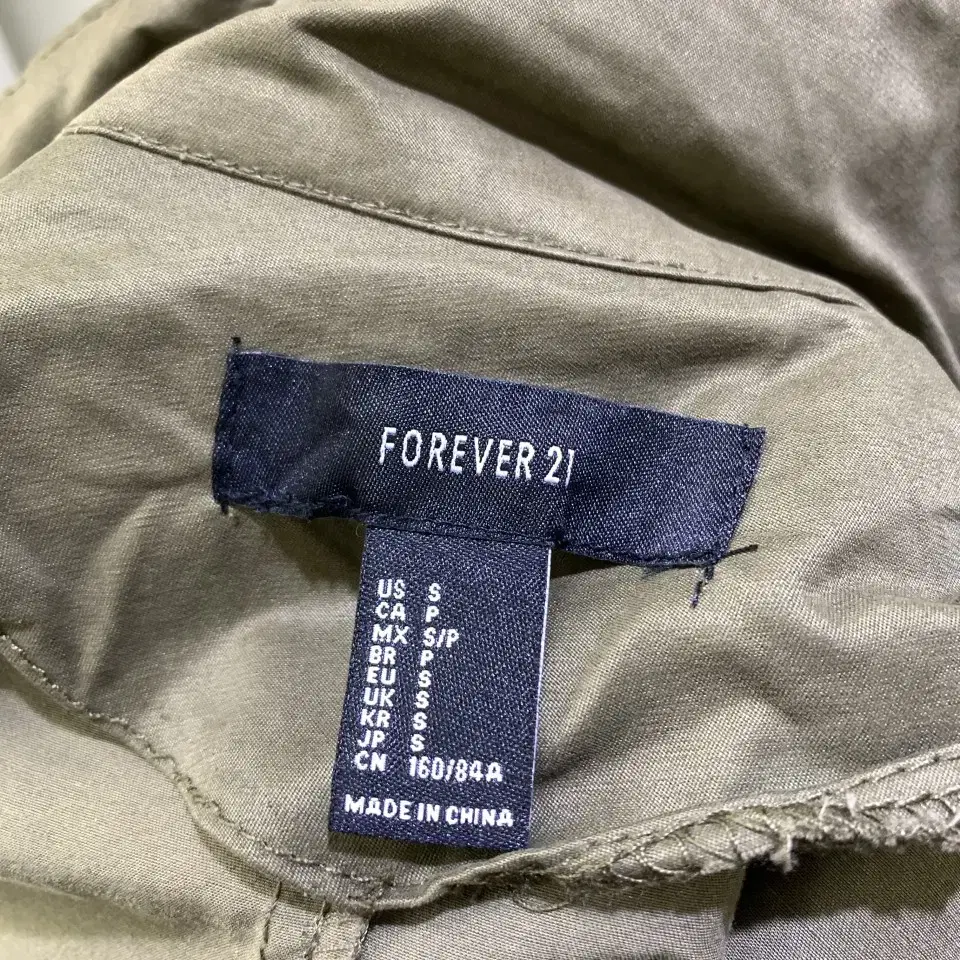 FOREVER 21
US S
CA P
MX S/P
BR P
EU S
UK S
KR S
JP S
CN 160/84A
MADE IN CHINA